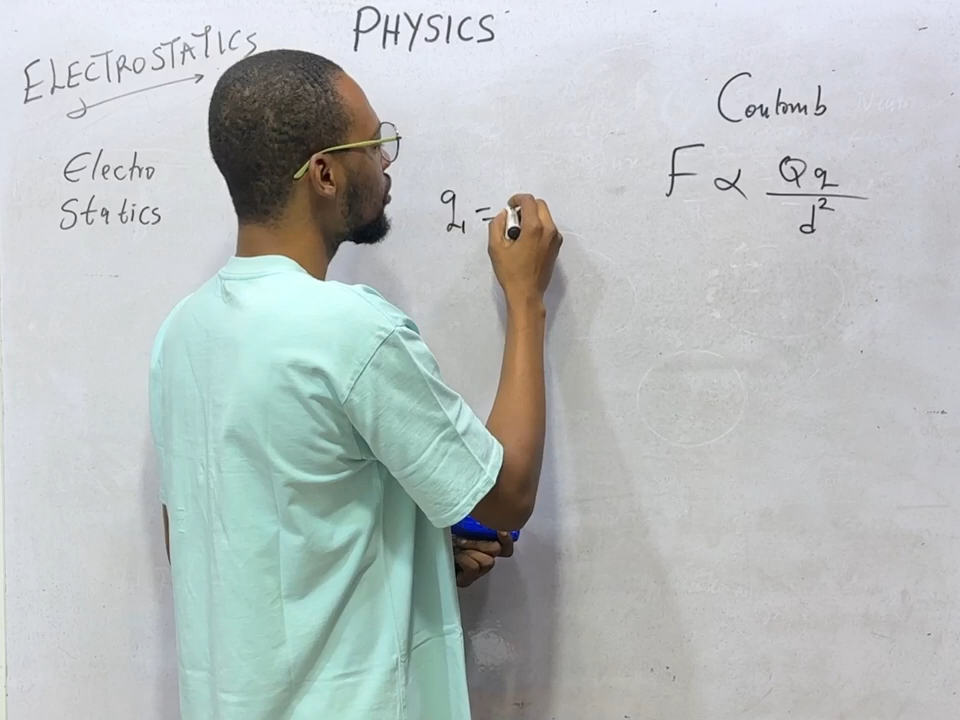 PHYSICS
ELECTROSTATICS
Electro
Statics
q₁ =
Coulomb
F ∝ Qq
d²